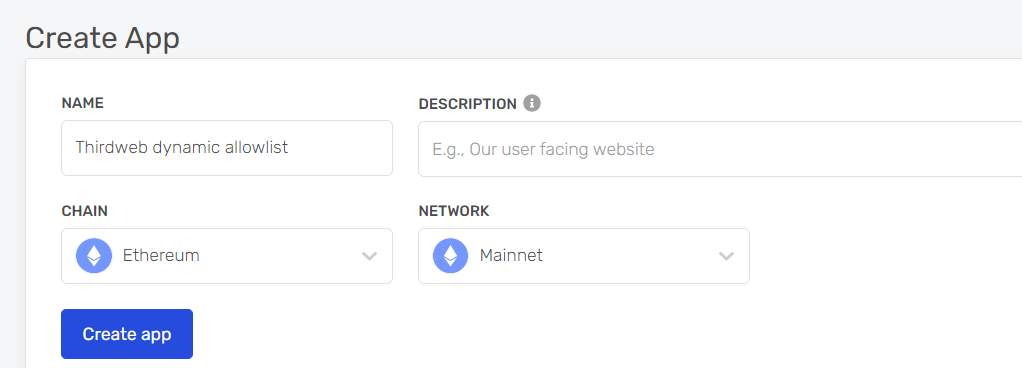 Create App
NAME
DESCRIPTION
Thirdweb dynamic allowlist
E.g., Our user facing website
CHAIN
NETWORK
Ethereum
Mainnet
Create app